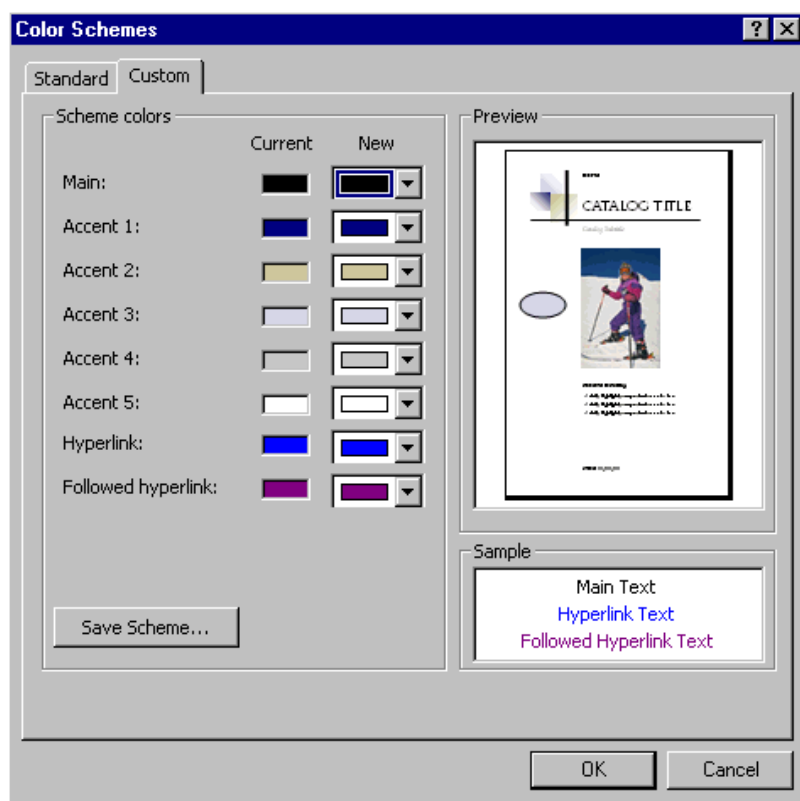 Color Schemes
Standard
Custom
Scheme colors
Current New
Main:
Accent 1:
Accent 2:
Accent 3:
Accent 4:
Accent 5:
Hyperlink:
Followed hyperlink:
Save Scheme...
Preview
CATALOG TITLE
Sample
Main Text
Hyperlink Text
Followed Hyperlink Text
OK
Cancel